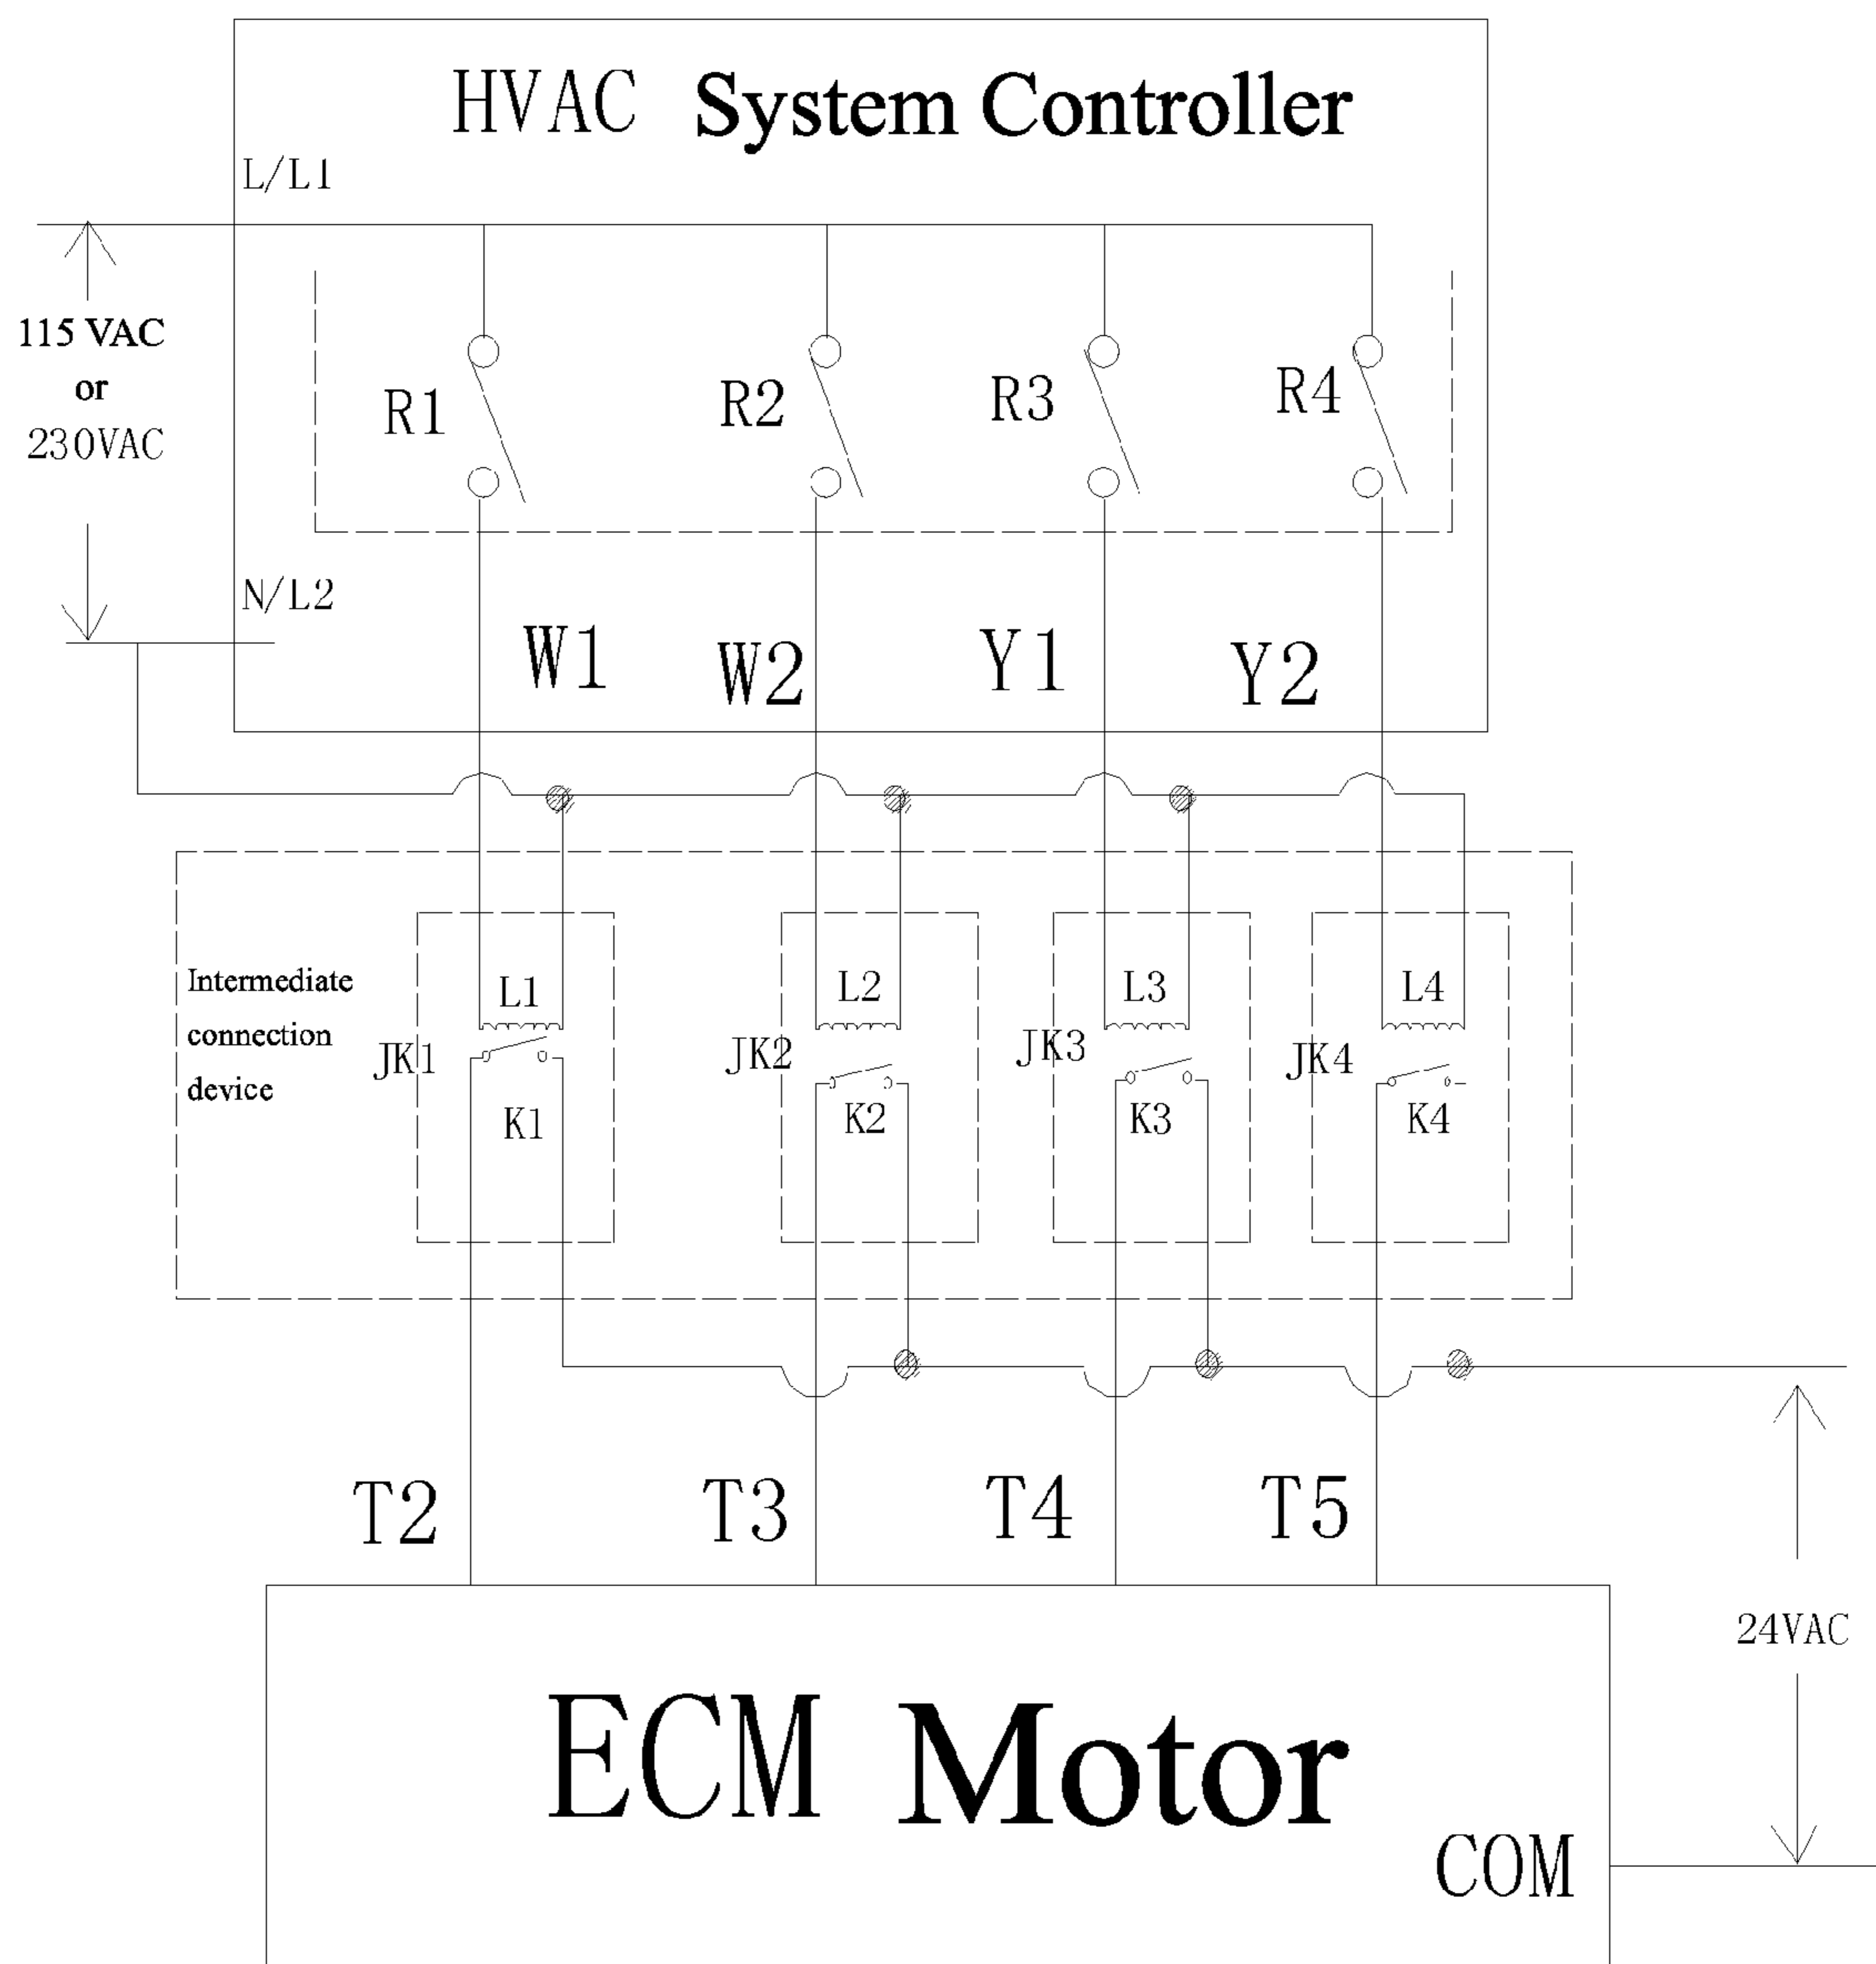 HVAC System Controller
L/L1
115 VAC
or
230VAC
R1
R2
R3
R4
N/L2
W1
W2
Y1
Y2
Intermediate
connection
device
L1
L2
L3
L4
JK1
JK2
JK3
JK4
K1
K2
K3
K4
T2
T3
T4
T5
24VAC
ECM Motor
COM